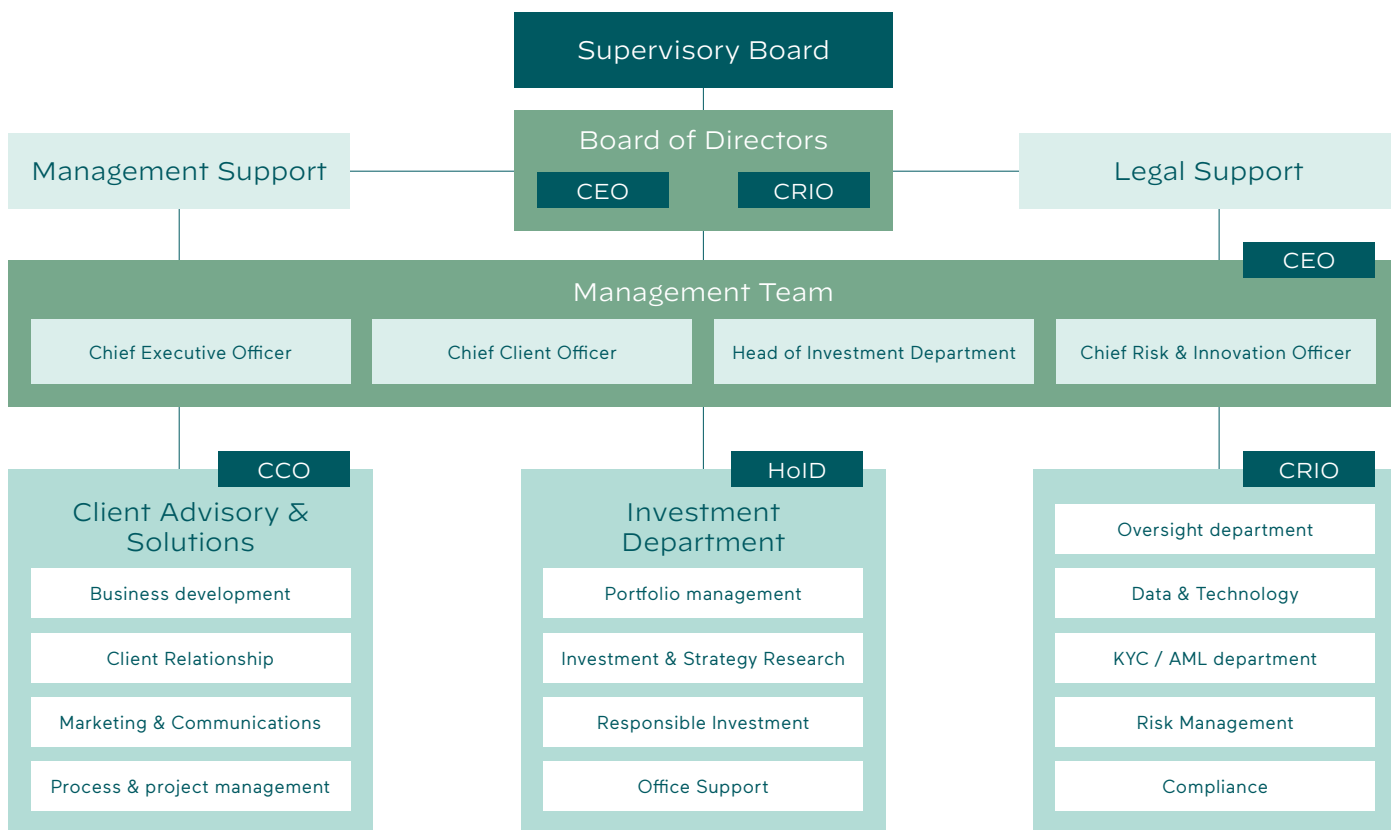 Supervisory Board
Board of Directors
CEO
CRIO
Management Support
Legal Support
CEO
Management Team
Chief Executive Officer
Chief Client Officer
Head of Investment Department
Chief Risk & Innovation Officer
CCO
Client Advisory &
Solutions
Business development
Client Relationship
Marketing & Communications
Process & project management
HoID
Investment
Department
Portfolio management
Investment & Strategy Research
Responsible Investment
Office Support
CRIO
Oversight department
Data & Technology
KYC / AML department
Risk Management
Compliance